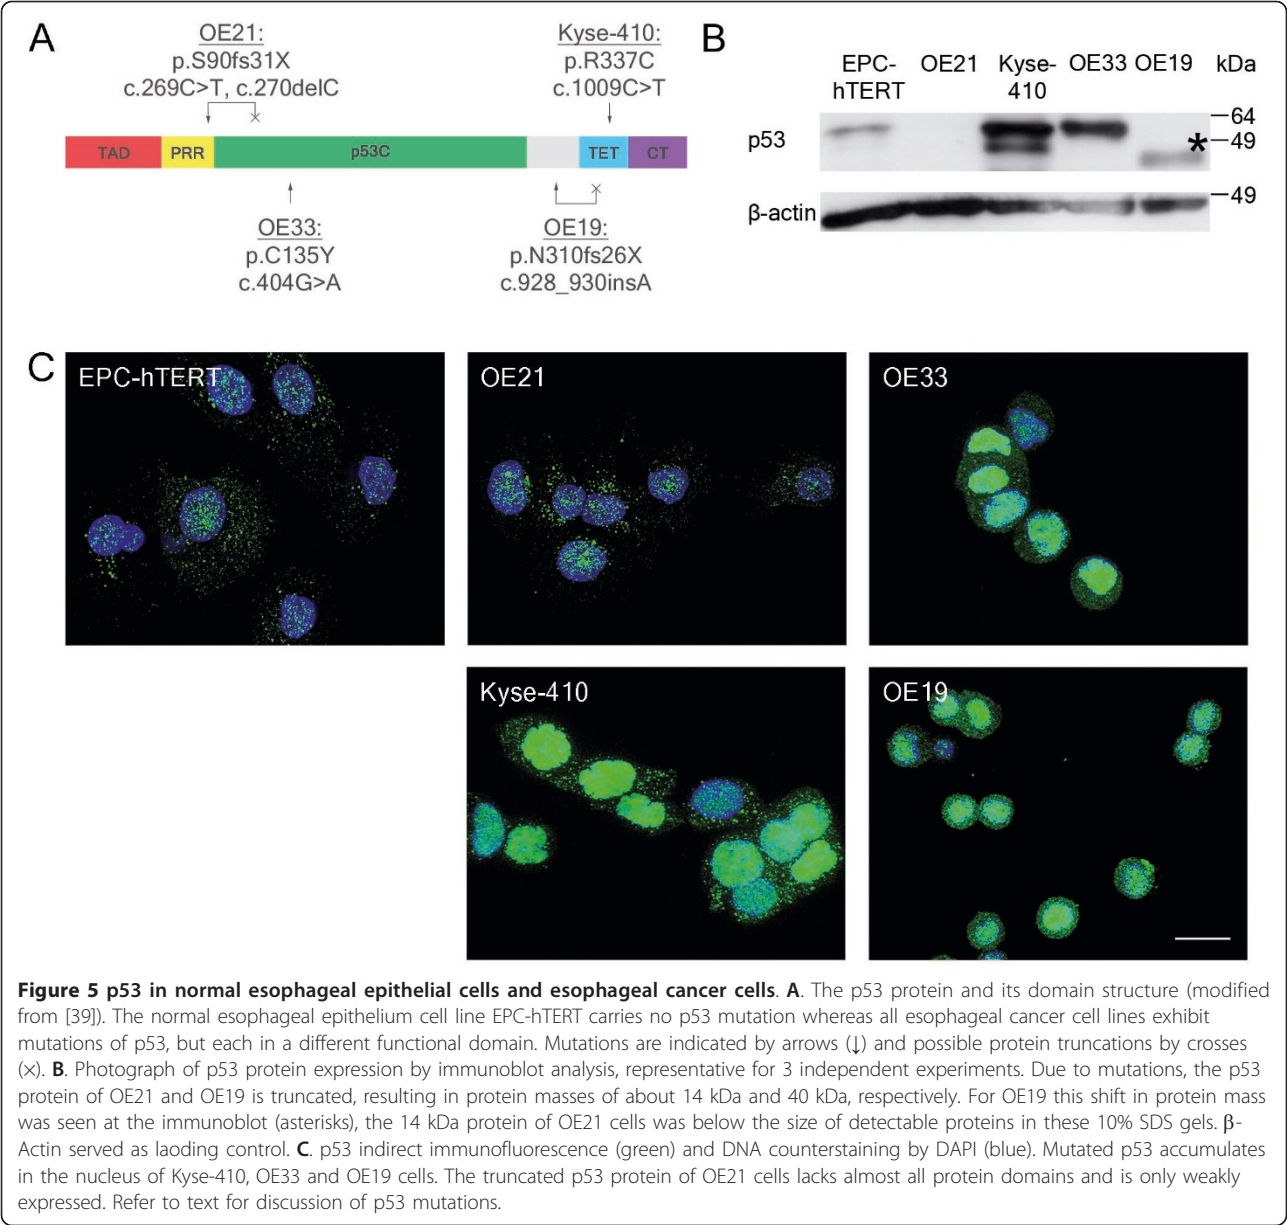 A
OE21:
p.S90fs31X
c.269C>T, c.270delC
Kyse-410:
p.R337C
c.1009C>T
TAD PRR p53C TET CT
OE33:
p.C135Y
c.404G>A
OE19:
p.N310fs26X
c.928_930insA
B
EPC-
hTERT
OE21
Kyse-
410
OE33
OE19
kDa
p53
64
49
*
β-actin
49
C
EPC-hTERT
OE21
OE33
Kyse-410
OE19
Figure 5 p53 in normal esophageal epithelial cells and esophageal cancer cells. A. The p53 protein and its domain structure (modified
from [39]). The normal esophageal epithelium cell line EPC-hTERT carries no p53 mutation whereas all esophageal cancer cell lines exhibit
mutations of p53, but each in a different functional domain. Mutations are indicated by arrows (↓) and possible protein truncations by crosses
(×). B. Photograph of p53 protein expression by immunoblot analysis, representative for 3 independent experiments. Due to mutations, the p53
protein of OE21 and OE19 is truncated, resulting in protein masses of about 14 kDa and 40 kDa, respectively. For OE19 this shift in protein mass
was seen at the immunoblot (asterisks), the 14 kDa protein of OE21 cells was below the size of detectable proteins in these 10% SDS gels. β-
Actin served as laoding control. C. p53 indirect immunofluorescence (green) and DNA counterstaining by DAPI (blue). Mutated p53 accumulates
in the nucleus of Kyse-410, OE33 and OE19 cells. The truncated p53 protein of OE21 cells lacks almost all protein domains and is only weakly
expressed. Refer to text for discussion of p53 mutations.